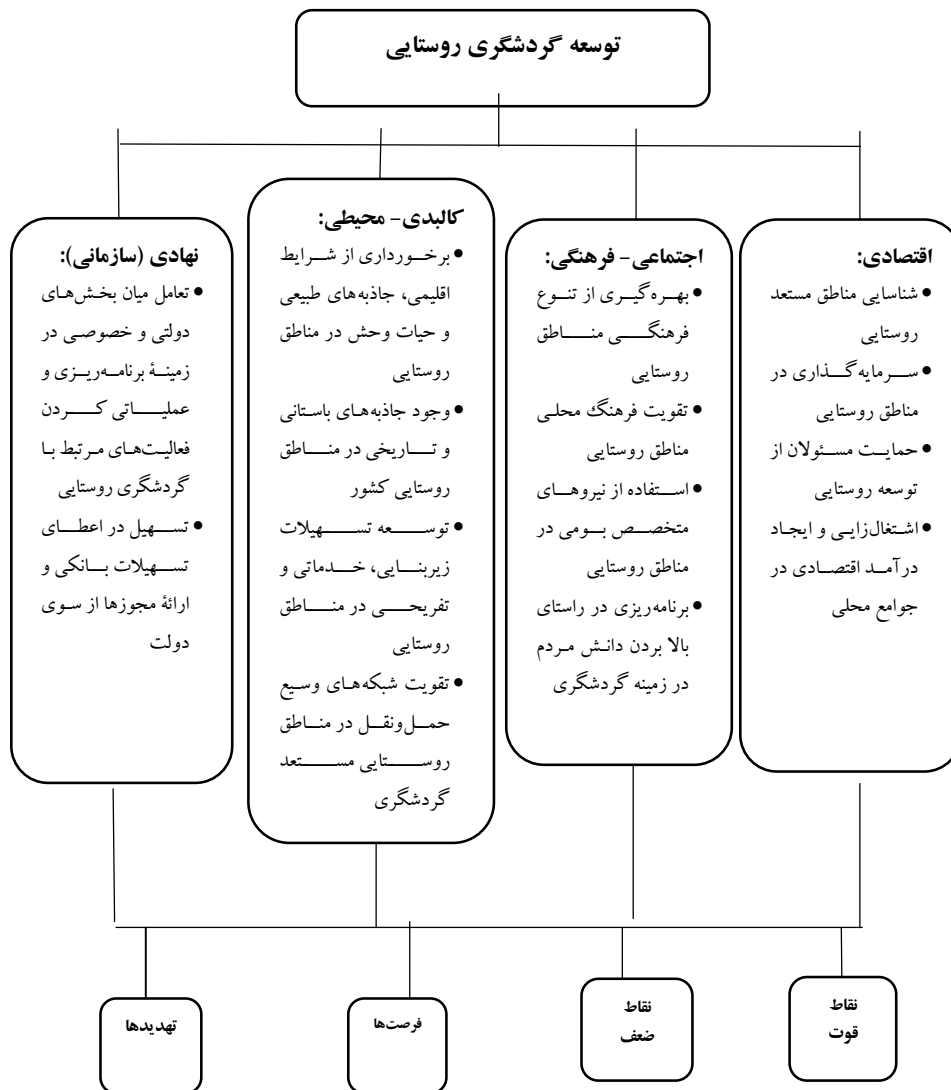 توسعه گردشگری روستایی
اقتصادی:
• شناسایی مناطق مستعد
روستایی
• سرمایه‌گذاری در
مناطق روستایی
• حمایت مسئولان از
توسعه روستایی
• اشتغال‌زایی و ایجاد
درآمد اقتصادی در
جوامع محلی
اجتماعی- فرهنگی:
• بهره‌گیری از تنوع
فرهنگی مناطق
روستایی
• تقویت فرهنگ محلی
مناطق روستایی
• استفاده از نیروهای
متخصص بومی در
مناطق روستایی
• برنامه‌ریزی در راستای
بالا بردن دانش مردم
در زمینه گردشگری
کالبدی- محیطی:
• برخورداری از شرایط
اقلیمی، جاذبه‌های طبیعی
و حیات وحش در مناطق
روستایی
• وجود جاذبه‌های باستانی
و تاریخی در مناطق
روستایی کشور
• توسعه تسهیلات
زیربنایی، خدماتی و
تفریحی در مناطق
روستایی
• تقویت شبکه‌های وسیع
حمل‌ونقل در مناطق
روستایی مستعد
گردشگری
نهادی (سازمانی):
• تعامل میان بخش‌های
دولتی و خصوصی در
زمینهٔ برنامه‌ریزی و
عملیاتی کردن
فعالیت‌های مرتبط با
گردشگری روستایی
• تسهیل در اعطای
تسهیلات بانکی و
ارائهٔ مجوزها از سوی
دولت
نقاط
قوت
نقاط
ضعف
فرصت‌ها
تهدیدها